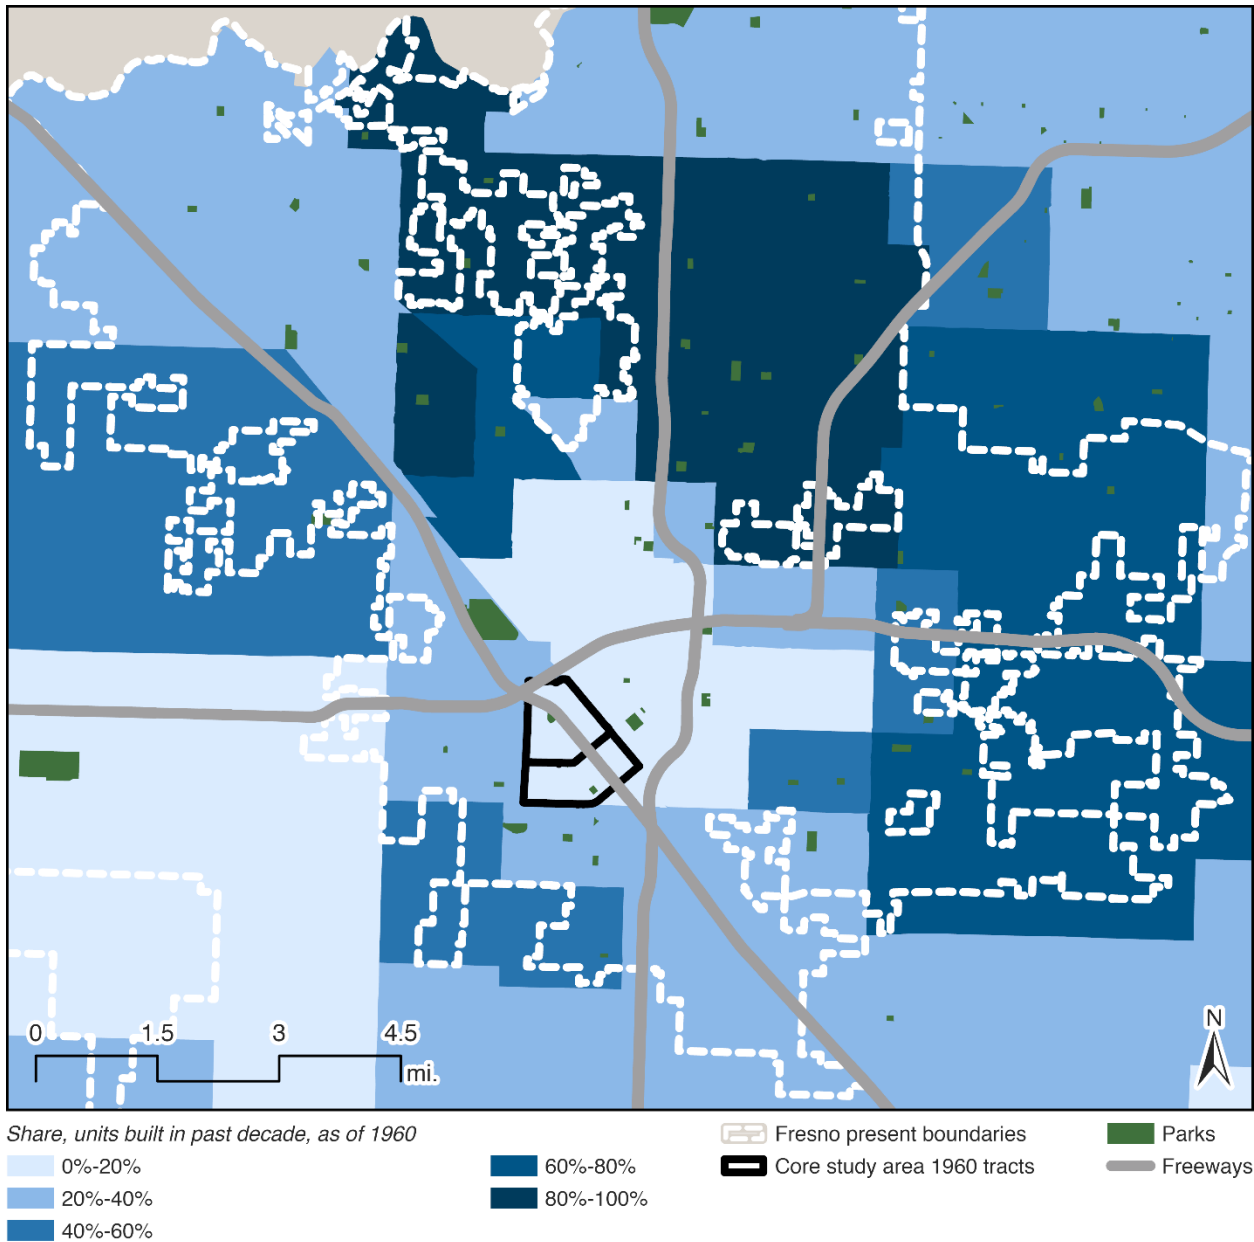 N
0 1.5 3 4.5
mi.
Share, units built in past decade, as of 1960
0%-20%
20%-40%
40%-60%
60%-80%
80%-100%
Fresno present boundaries
Core study area 1960 tracts
Parks
Freeways